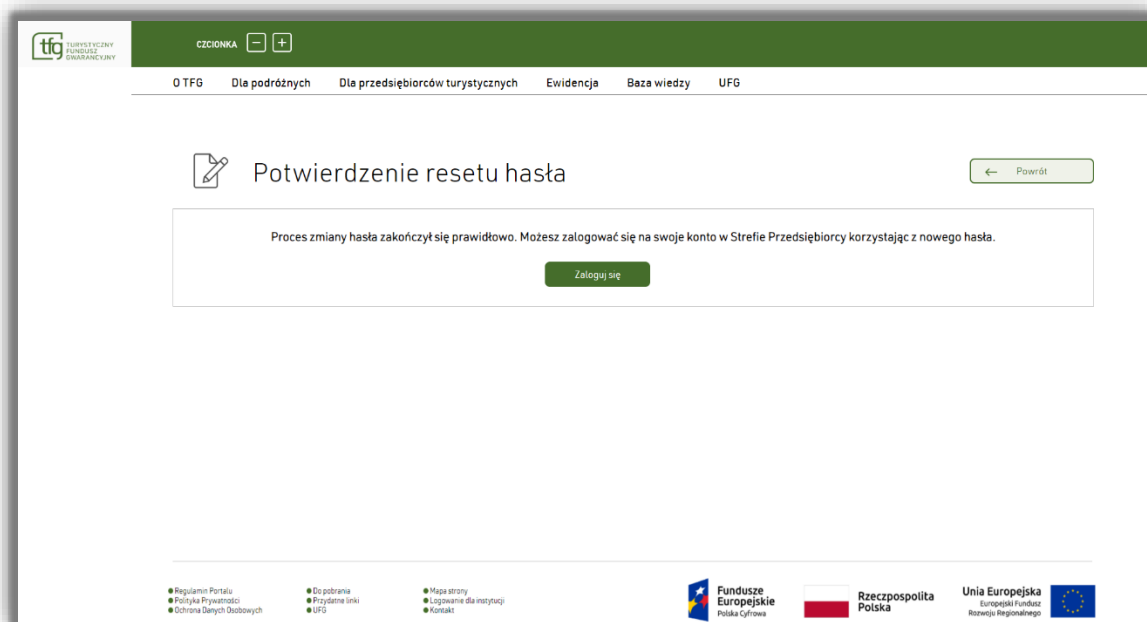 tfg TURYSTYCZNY
FUNDUSZ
GWARANCYJNY
CZCIONKA − +
O TFG Dla podróżnych Dla przedsiębiorców turystycznych Ewidencja Baza wiedzy UFG
Potwierdzenie resetu hasła
← Powrót
Proces zmiany hasła zakończył się prawidłowo. Możesz zalogować się na swoje konto w Strefie Przedsiębiorcy korzystając z nowego hasła.
Zaloguj się
Regulamin Portalu
Polityka Prywatności
Ochrona Danych Osobowych
Do pobrania
Przydatne linki
UFG
Mapa strony
Logowanie dla instytucji
Kontakt
Fundusze
Europejskie
Polska Cyfrowa
Rzeczpospolita
Polska
Unia Europejska
Europejski Fundusz
Rozwoju Regionalnego